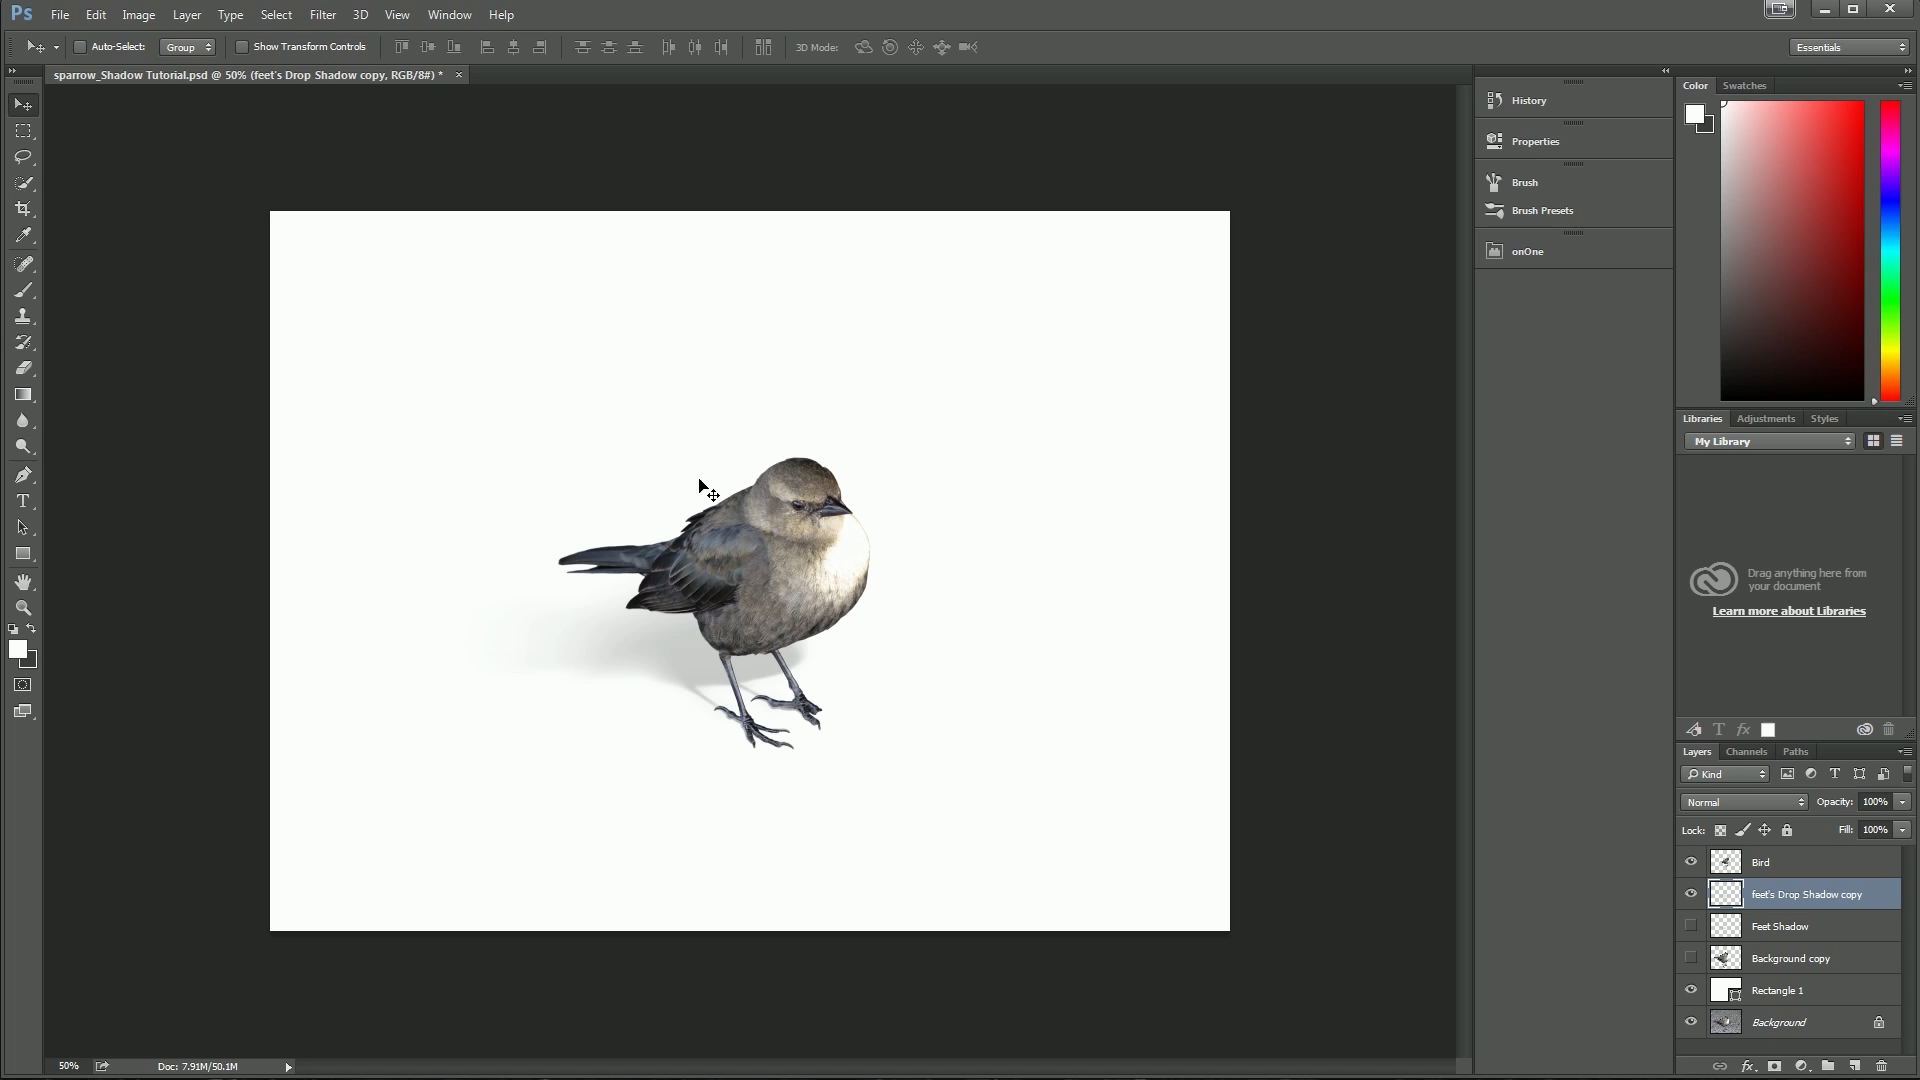 Ps File Edit Image Layer Type Select Filter 3D View Window Help
Auto-Select: Group Show Transform Controls 3D Mode: Essentials
sparrow_Shadow Tutorial.psd @ 50% (feet's Drop Shadow copy, RGB/8#) * ×
History
Properties
Brush
Brush Presets
onOne
Color Swatches
Libraries Adjustments Styles
My Library
Drag anything here from
your document
Learn more about Libraries
T fx
Layers Channels Paths
Kind T
Normal Opacity: 100%
Lock: Fill: 100%
Bird
feet's Drop Shadow copy
Feet Shadow
Background copy
Rectangle 1
Background
fx
T
50% Doc: 7.91M/50.1M